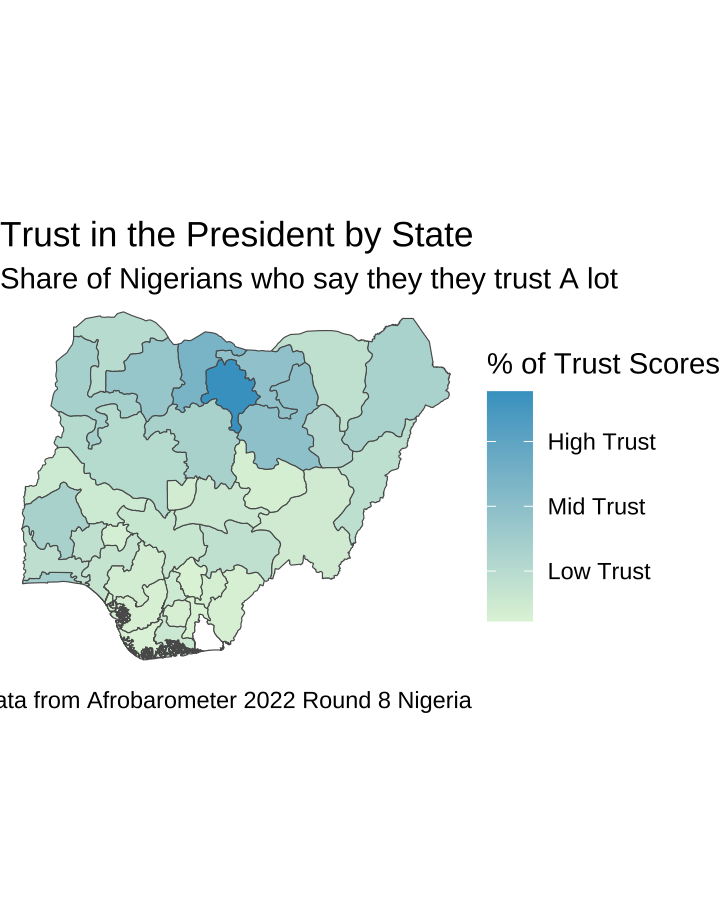 Trust in the President by State
Share of Nigerians who say they they trust A lot
% of Trust Scores
High Trust
Mid Trust
Low Trust
ata from Afrobarometer 2022 Round 8 Nigeria